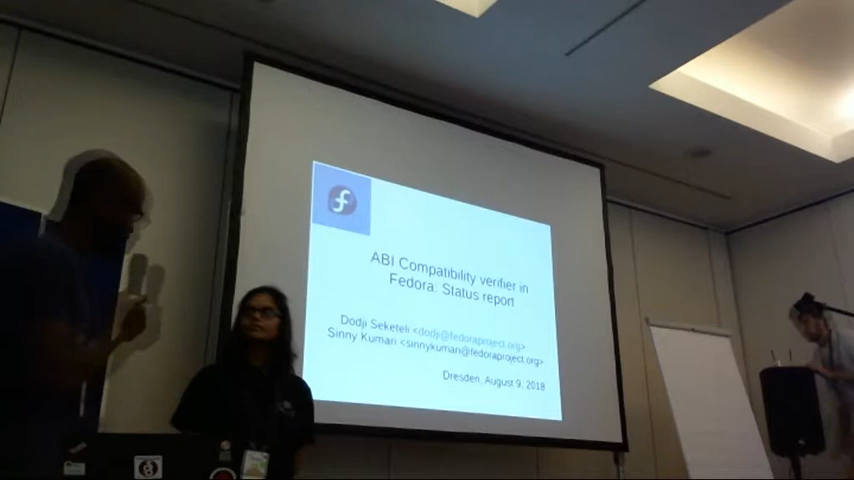 ABI Compatibility verifier in
Fedora: Status report
Dodji Seketeli <dodji@fedoraproject.org>
Sinny Kumari <sinnykumari@fedoraproject.org>
Dresden, August 9, 2018